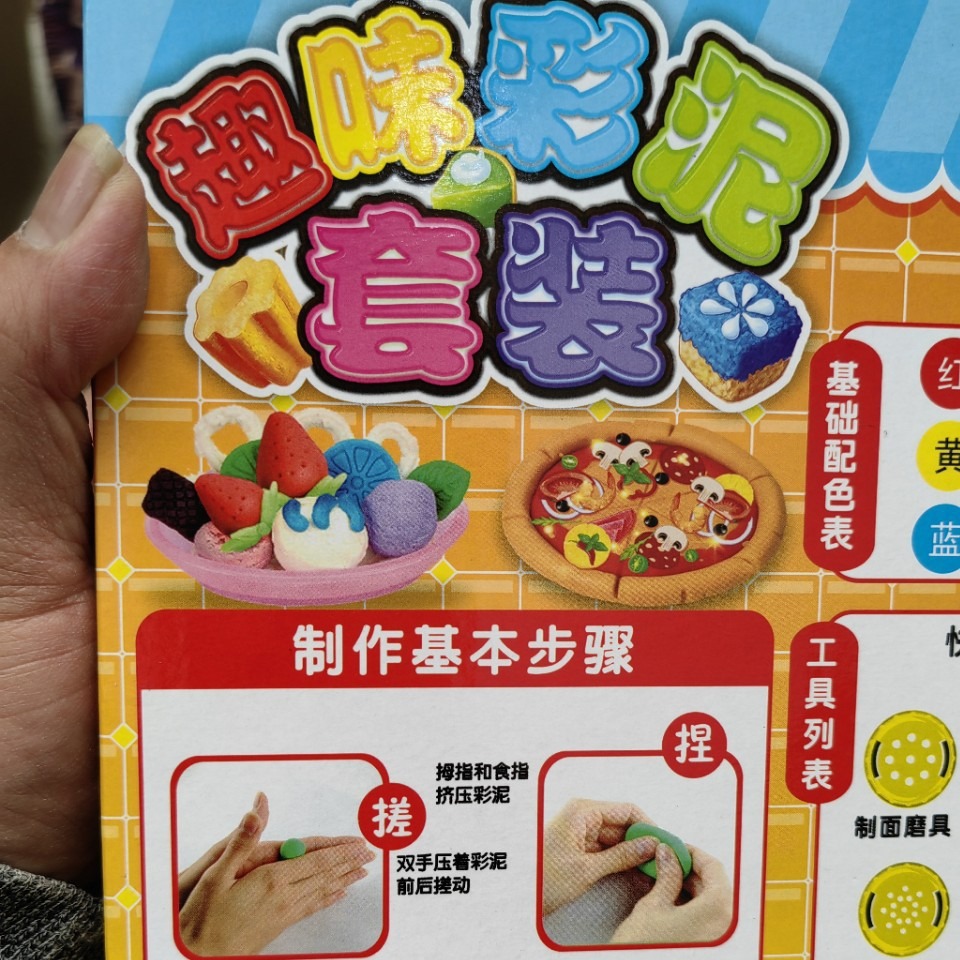 趣味彩泥
套装
基础配色表
红
黄
蓝
制作基本步骤
搓
拇指和食指
挤压彩泥
双手压着彩泥
前后搓动
捏
工具列表
制面磨具